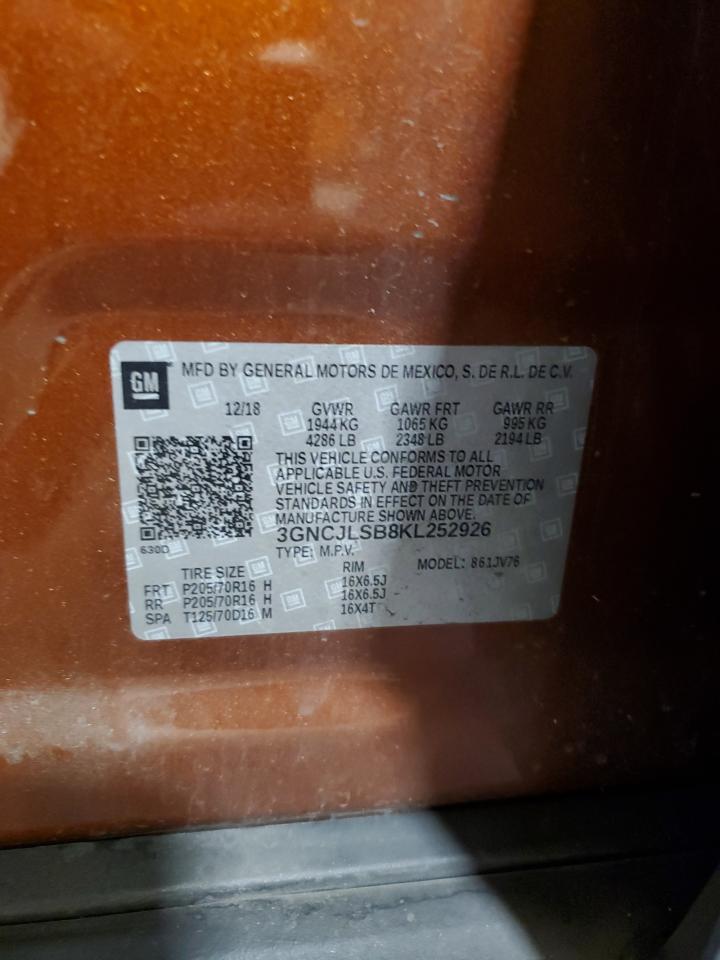 GM MFD BY GENERAL MOTORS DE MEXICO, S. DE R.L. DE C.V.
12/18 GVWR GAWR FRT GAWR RR
1944 KG 1065 KG 995 KG
4286 LB 2348 LB 2194 LB
THIS VEHICLE CONFORMS TO ALL
APPLICABLE U.S. FEDERAL MOTOR
VEHICLE SAFETY AND THEFT PREVENTION
STANDARDS IN EFFECT ON THE DATE OF
MANUFACTURE SHOWN ABOVE.
3GNCJLSB8KL252926
630D TYPE: M.P.V. MODEL: 861JV76
TIRE SIZE RIM
FRT P205/70R16 H 16X6.5J
RR P205/70R16 H 16X6.5J
SPA T125/70D16 M 16X4T